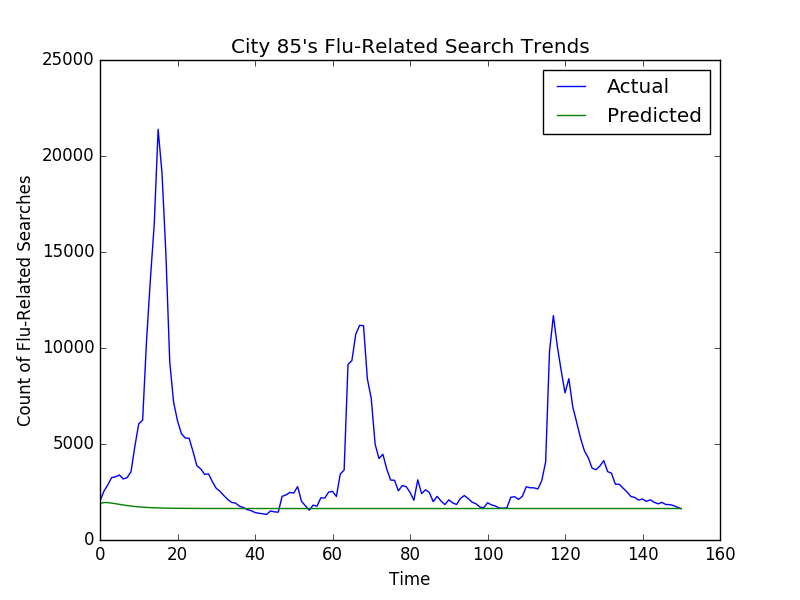 City 85's Flu-Related Search Trends
25000
20000
15000
10000
5000
0
Count of Flu-Related Searches
Actual
Predicted
0 20 40 60 80 100 120 140 160
Time